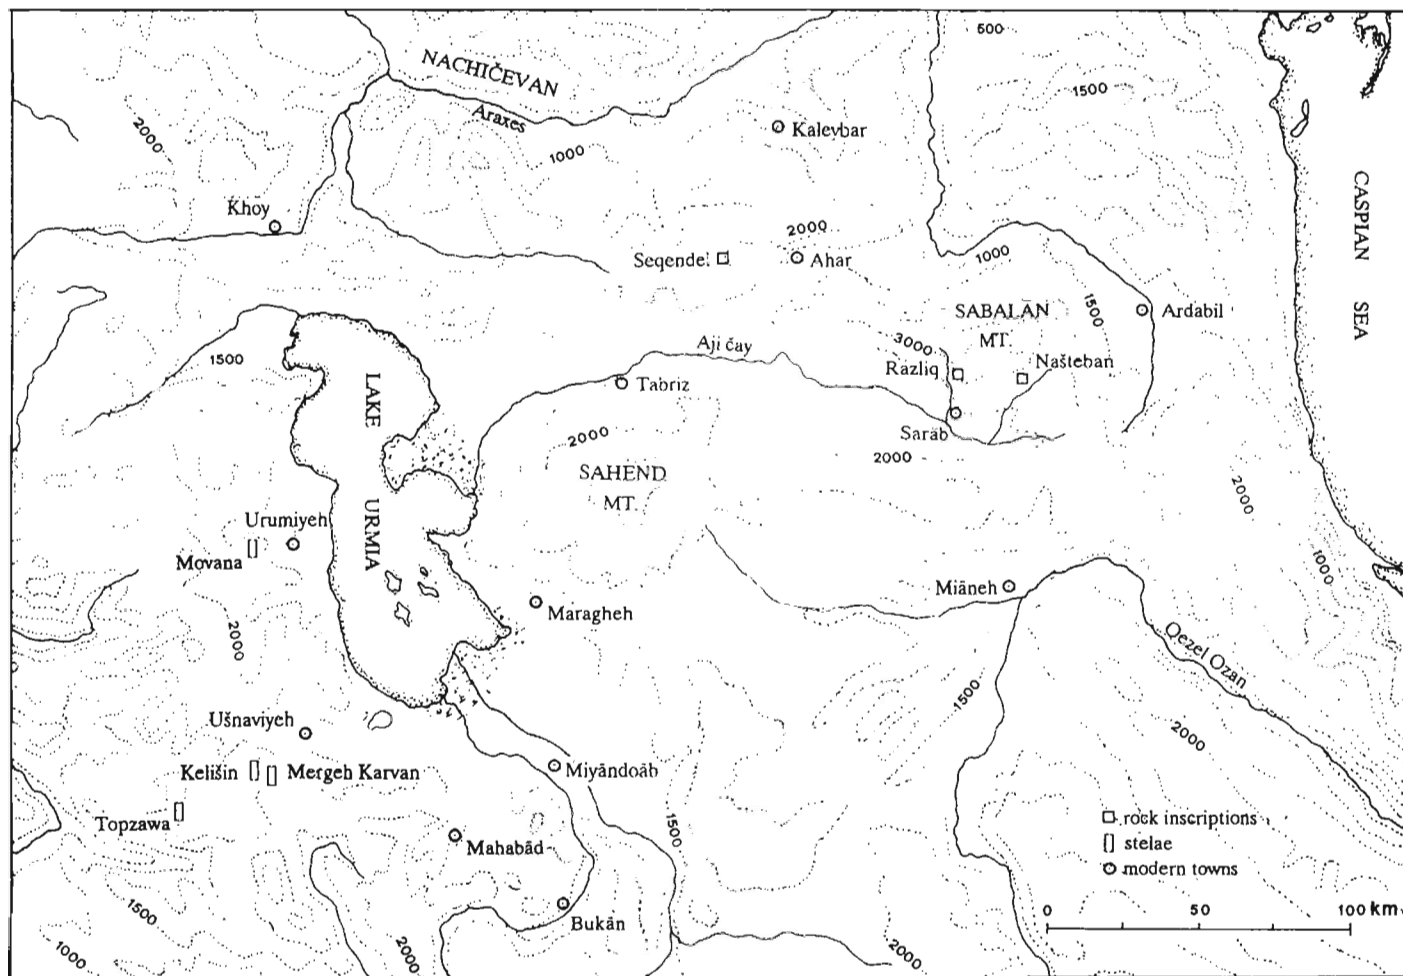 500
NACHIČEVAN
1500
2000
Araxes
Kalevbar
1000
CASPIAN SEA
Khoy
2000
Seqendel
Ahar
1000
1500
SABALĀN
MT.
Ardabil
1500
Aji čay
3000
Našteban
Razliq
LAKE URMIA
Tabriz
Sarāb
2000
2000
SAHEND
MT.
2000
Urumiyeh
Movana
1000
Miāneh
Maragheh
2000
Qezel Ozan
1500
Ušnaviyeh
2000
Kelišin
Mergeh Karvan
Miyāndoāb
Topzawa
1500
rock inscriptions
Mahabād
stelae
modern towns
1500
Bukān
0 50 100 km
1000
2000
2000